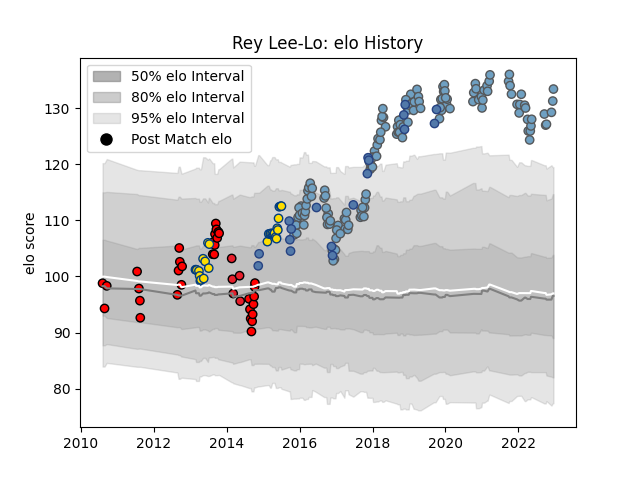 Rey Lee-Lo: elo History
50% elo Interval
80% elo Interval
95% elo Interval
Post Match elo
elo score
130
120
110
100
90
80
2010 2012 2014 2016 2018 2020 2022